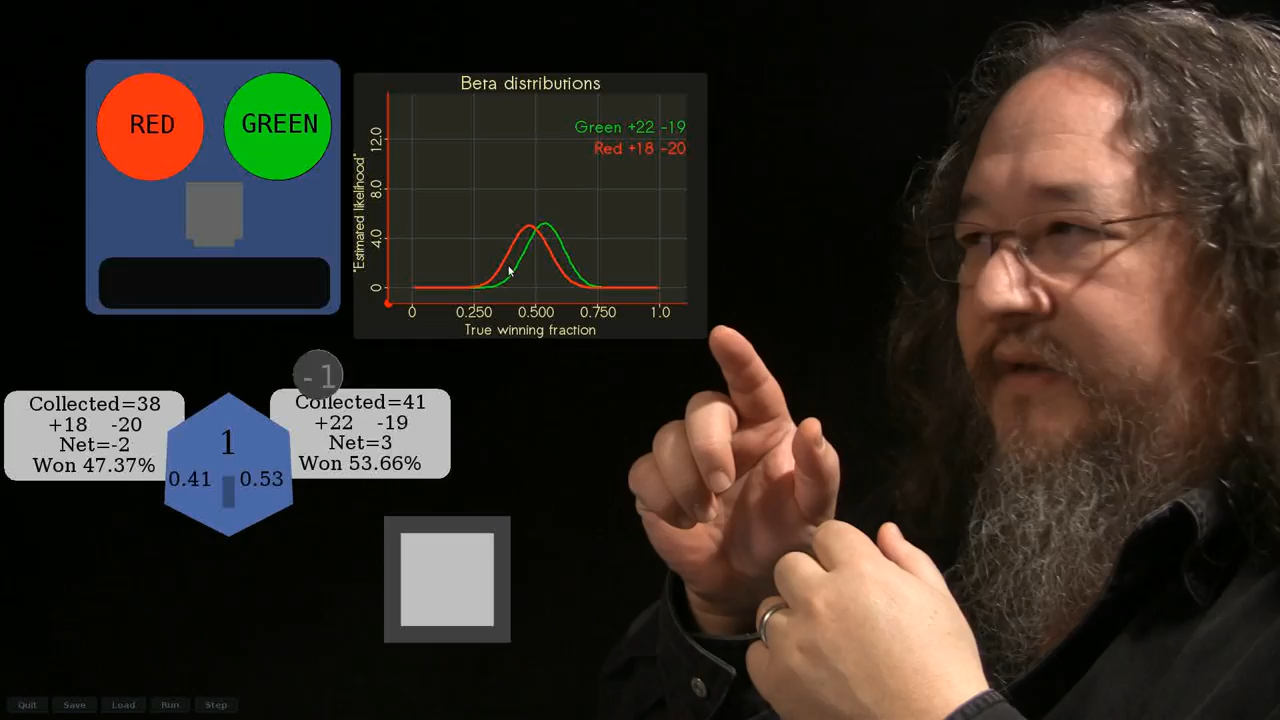 RED
GREEN
Beta distributions
Green +22 -19
Red +18 -20
"Estimated likelihood"
12.0
8.0
4.0
0
0 0.250 0.500 0.750 1.0
True winning fraction
-1
Collected=38
+18 -20
Net=-2
Won 47.37%
1
0.41 0.53
Collected=41
+22 -19
Net=3
Won 53.66%
Quit Save Load Run Step